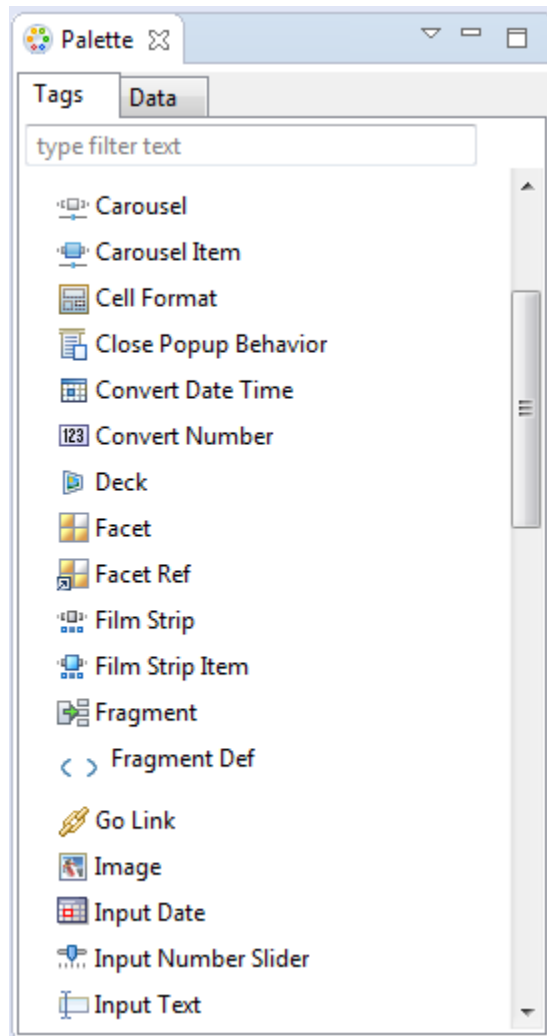 Palette
Tags Data
type filter text
Carousel
Carousel Item
Cell Format
Close Popup Behavior
Convert Date Time
123 Convert Number
Deck
Facet
Facet Ref
Film Strip
Film Strip Item
Fragment
Fragment Def
Go Link
Image
Input Date
Input Number Slider
Input Text